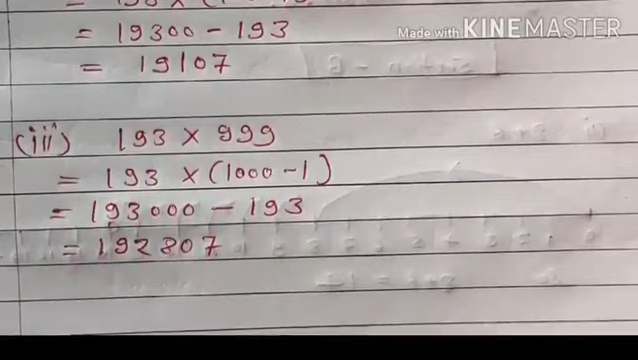 = 19300 - 193
Made with KINEMASTER
= 19107
(iii) 193 × 999
= 193 × (1000 - 1)
= 193000 - 193
= 192807